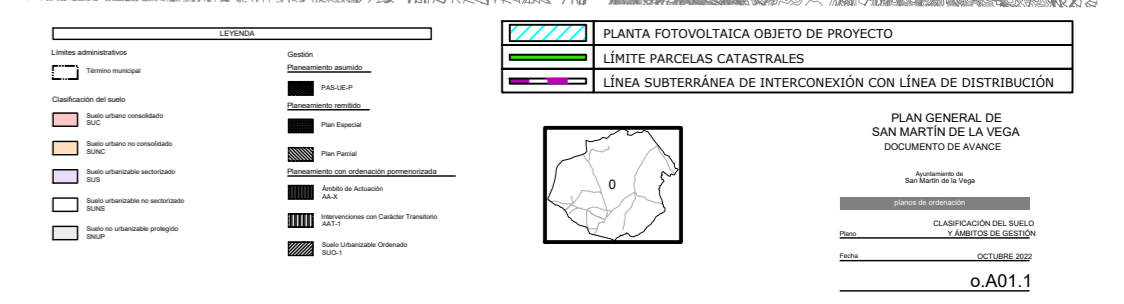 LEYENDA
Límites administrativos
Término municipal
Clasificación del suelo
Suelo urbano consolidado
SUC
Suelo urbano no consolidado
SUNC
Suelo urbanizable sectorizado
SUS
Suelo urbanizable no sectorizado
SUNS
Suelo no urbanizable protegido
SNUP
Gestión
Planeamiento asumido
PAS-UE-P
Planeamiento remitido
Plan Especial
Plan Parcial
Planeamiento con ordenación pormenorizada
Ámbito de Actuación
AA-X
Intervenciones con Carácter Transitorio
AAT-1
Suelo Urbanizable Ordenado
SUO-1
PLANTA FOTOVOLTAICA OBJETO DE PROYECTO
LÍMITE PARCELAS CATASTRALES
LÍNEA SUBTERRÁNEA DE INTERCONEXIÓN CON LÍNEA DE DISTRIBUCIÓN
0
PLAN GENERAL DE
SAN MARTÍN DE LA VEGA
DOCUMENTO DE AVANCE
Ayuntamiento de
San Martín de la Vega
planos de ordenación
CLASIFICACIÓN DEL SUELO
Plano Y ÁMBITOS DE GESTIÓN
Fecha OCTUBRE 2022
o.A01.1